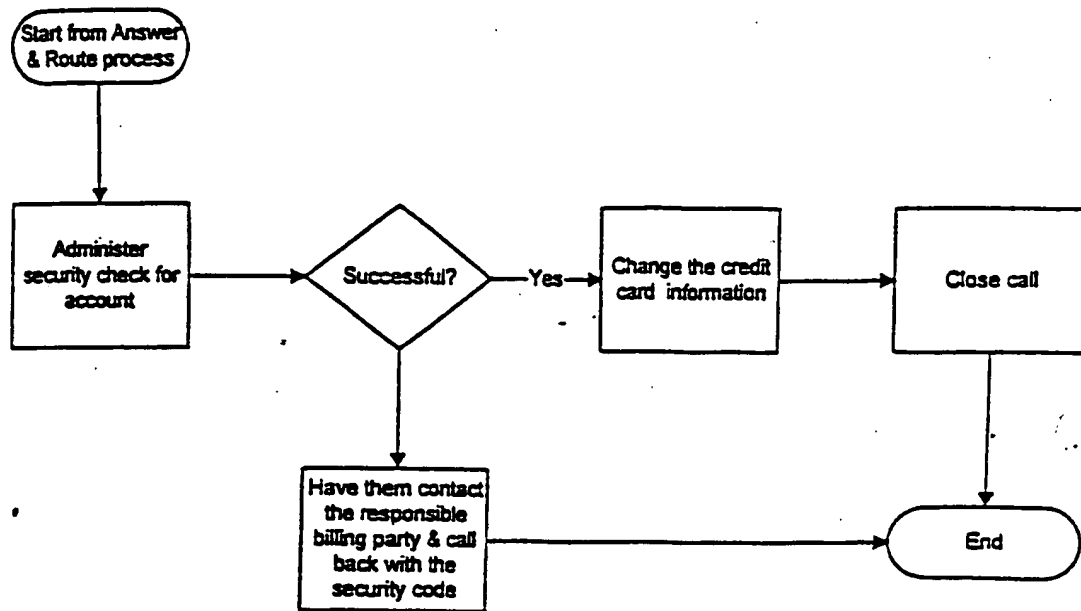 Start from Answer
& Route process
Administer
security check for
account
Successful?
Yes
Change the credit
card information
Close call
Have them contact
the responsible
billing party & call
back with the
security code
End